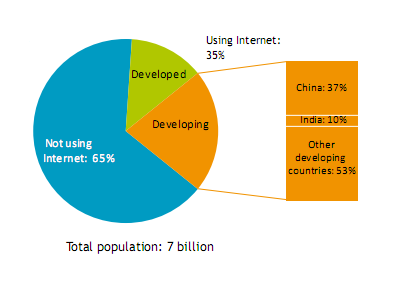 Using Internet:
35%
Developed
Developing
Not using
Internet: 65%
China: 37%
India: 10%
Other
developing
countries: 53%
Total population: 7 billion